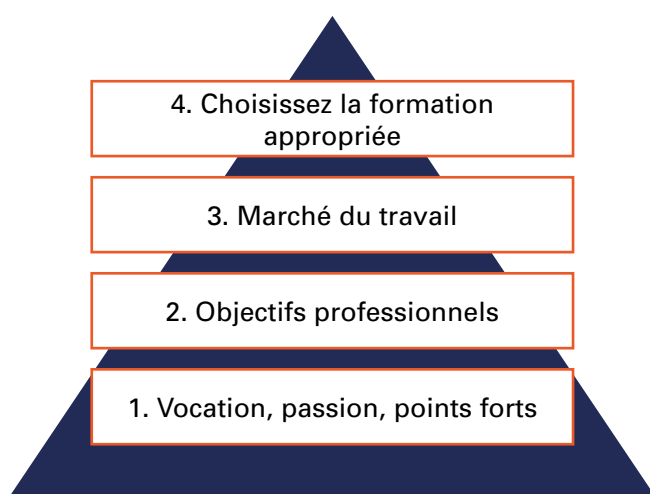 4. Choisissez la formation
appropriée
3. Marché du travail
2. Objectifs professionnels
1. Vocation, passion, points forts